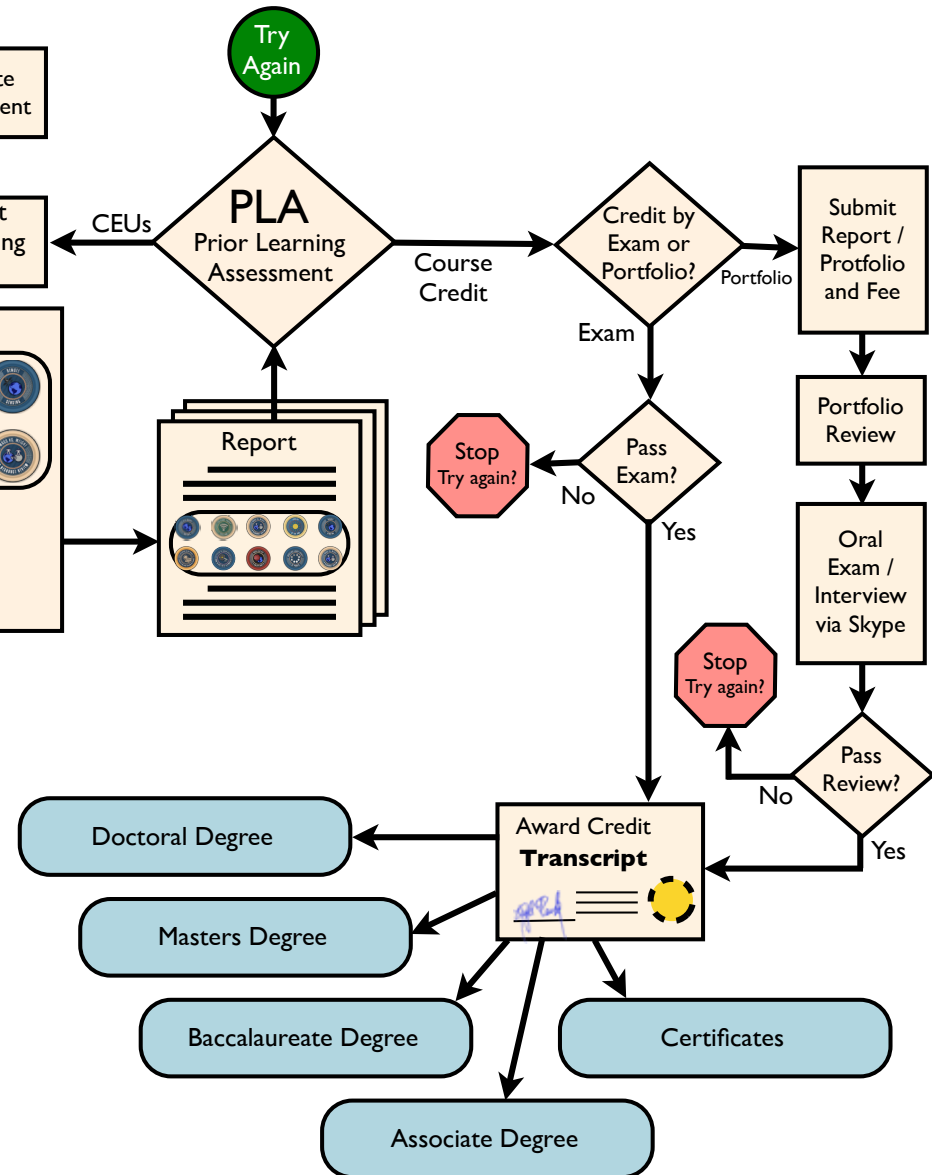 Try
Again
PLA
Prior Learning
Assessment
CEUs
Course
Credit
Credit by
Exam or
Portfolio?
Portfolio
Submit
Report /
Protfolio
and Fee
Exam
Portfolio
Review
Report
Stop
Try again?
No
Pass
Exam?
Yes
Oral
Exam /
Interview
via Skype
Stop
Try again?
No
Pass
Review?
Yes
Award Credit
Transcript
Doctoral Degree
Masters Degree
Baccalaureate Degree
Certificates
Associate Degree